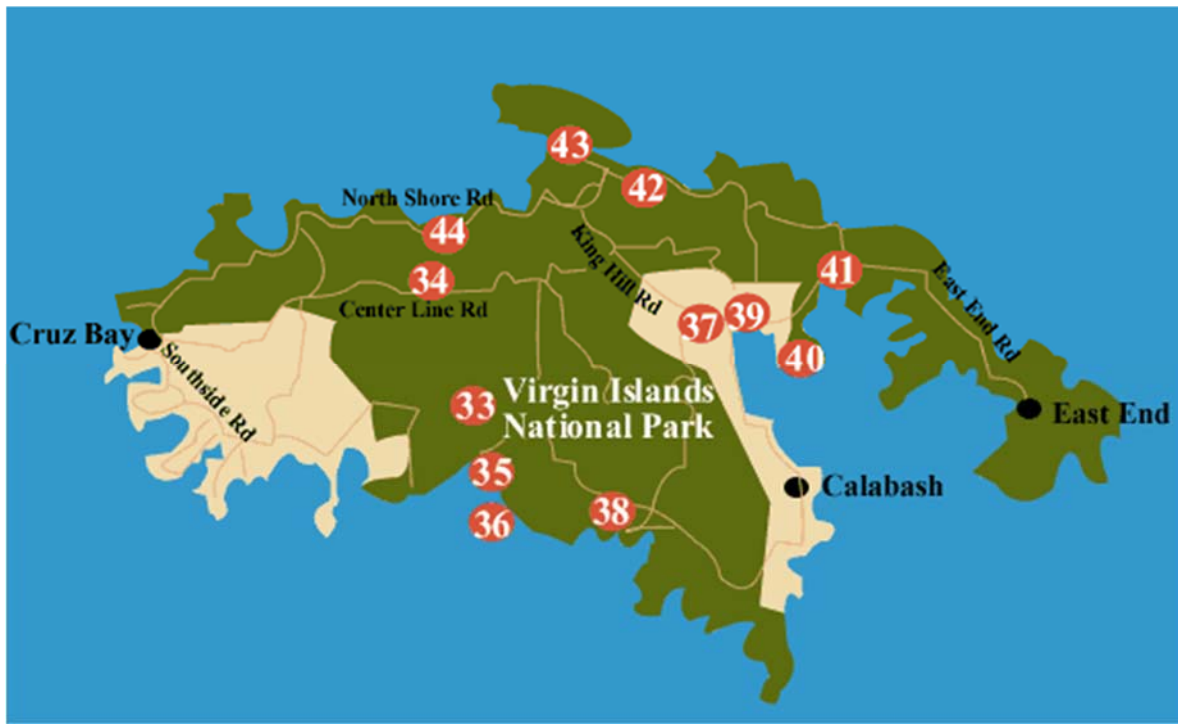 43
42
North Shore Rd
44
King Hill Rd
34
41
East End Rd
Center Line Rd
37
39
Cruz Bay
Southside Rd
40
33
Virgin Islands
National Park
East End
35
Calabash
36
38